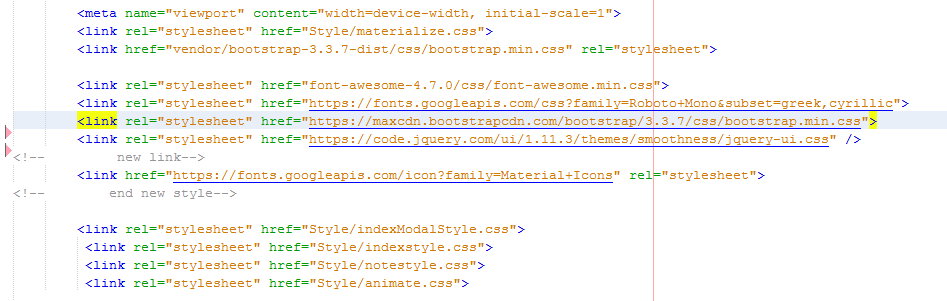 <meta name="viewport" content="width=device-width, initial-scale=1">
<link rel="stylesheet" href="Style/materialize.css">
<link href="vendor/bootstrap-3.3.7-dist/css/bootstrap.min.css" rel="stylesheet">
<link rel="stylesheet" href="font-awesome-4.7.0/css/font-awesome.min.css">
<link rel="stylesheet" href="https://fonts.googleapis.com/css?family=Roboto+Mono&subset=greek,cyrillic">
<link rel="stylesheet" href="https://maxcdn.bootstrapcdn.com/bootstrap/3.3.7/css/bootstrap.min.css">
<link rel="stylesheet" href="https://code.jquery.com/ui/1.11.3/themes/smoothness/jquery-ui.css" />
<!--         new link-->
<link href="https://fonts.googleapis.com/icon?family=Material+Icons" rel="stylesheet">
<!--        end new style-->
<link rel="stylesheet" href="Style/indexModalStyle.css">
<link rel="stylesheet" href="Style/indexstyle.css">
<link rel="stylesheet" href="Style/notestyle.css">
<link rel="stylesheet" href="Style/animate.css">